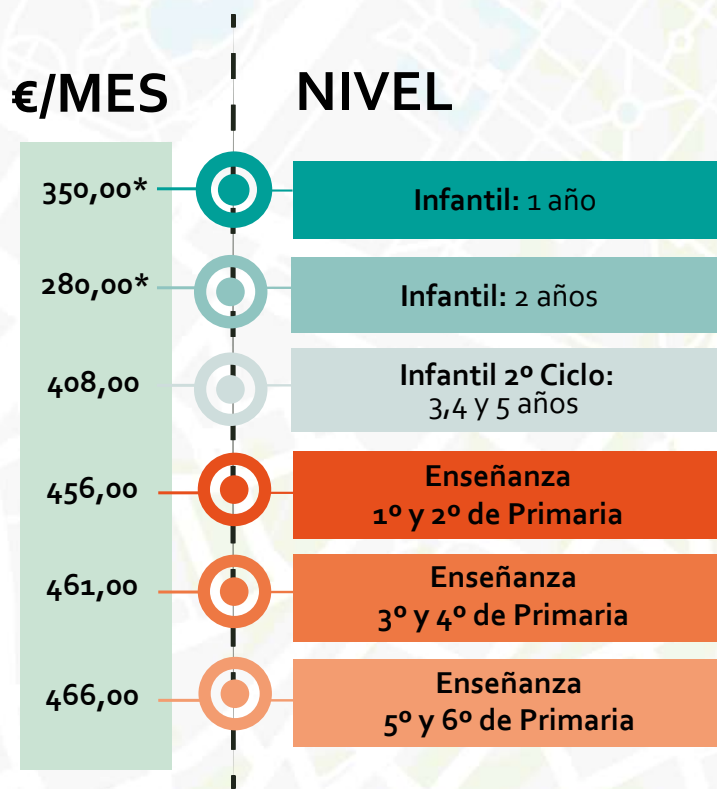 €/MES NIVEL
350,00* Infantil: 1 año
280,00* Infantil: 2 años
408,00 Infantil 2º Ciclo:
3,4 y 5 años
456,00 Enseñanza
1º y 2º de Primaria
461,00 Enseñanza
3º y 4º de Primaria
466,00 Enseñanza
5º y 6º de Primaria